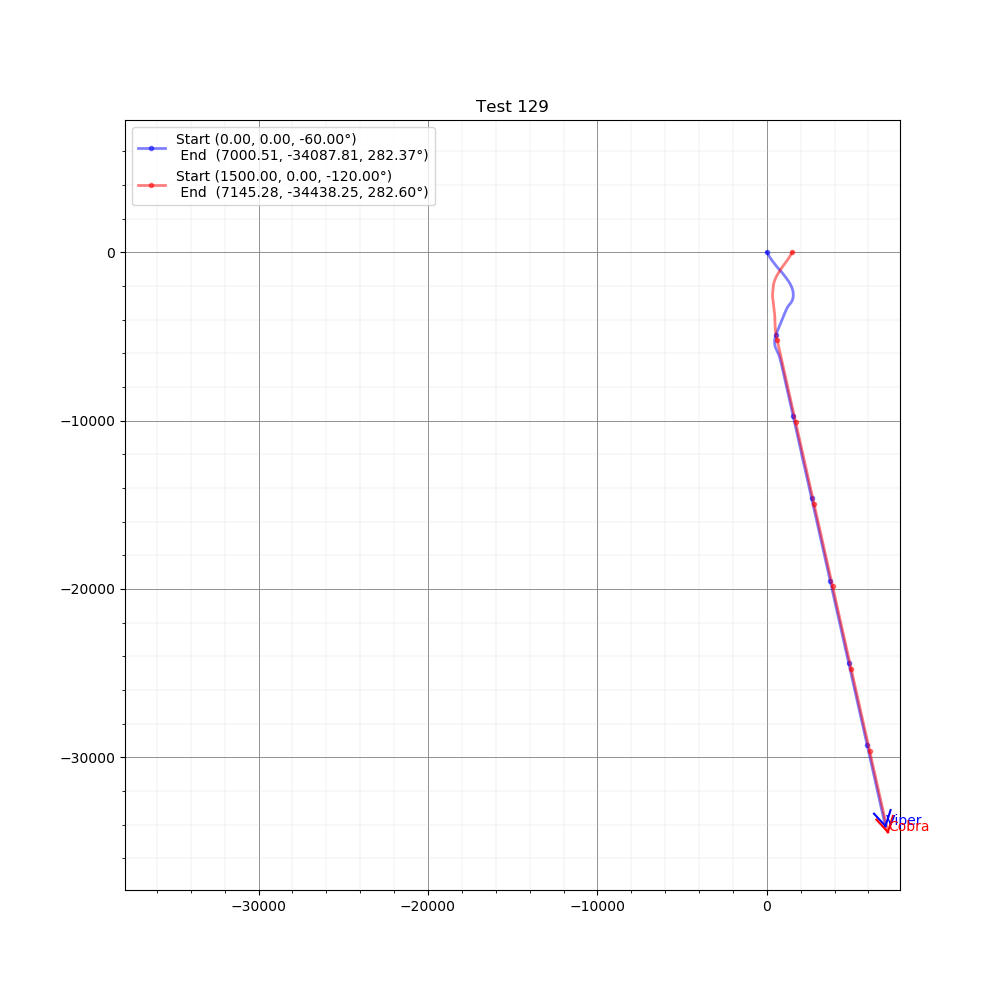 Test 129
Start (0.00, 0.00, -60.00°)
End (7000.51, -34087.81, 282.37°)
Start (1500.00, 0.00, -120.00°)
End (7145.28, -34438.25, 282.60°)
0
−10000
−20000
−30000
Viper
Cobra
−30000
−20000
−10000
0